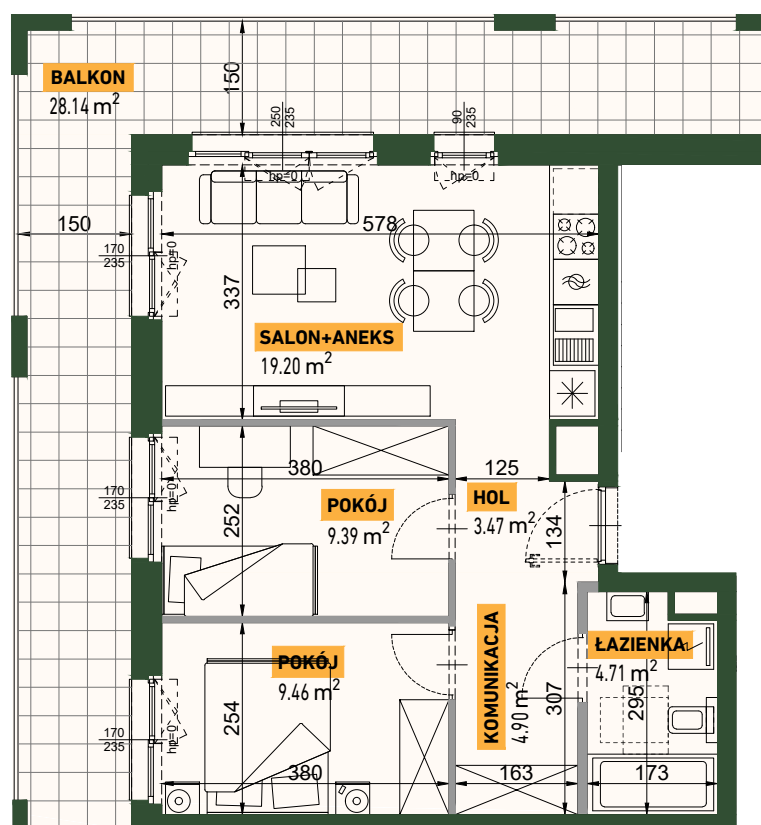 BALKON
28.14 m²
150
250
235
90
235
hp=0
hp=0
150
578
170
235
hp=0
337
SALON+ANEKS
19.20 m²
380
125
170
235
hp=0
POKÓJ
9.39 m²
HOL
3.47 m²
252
134
POKÓJ
9.46 m²
KOMUNIKACJA
4.90 m²
ŁAZIENKA
4.71 m²
254
307
295
170
235
hp=0
380
163
173